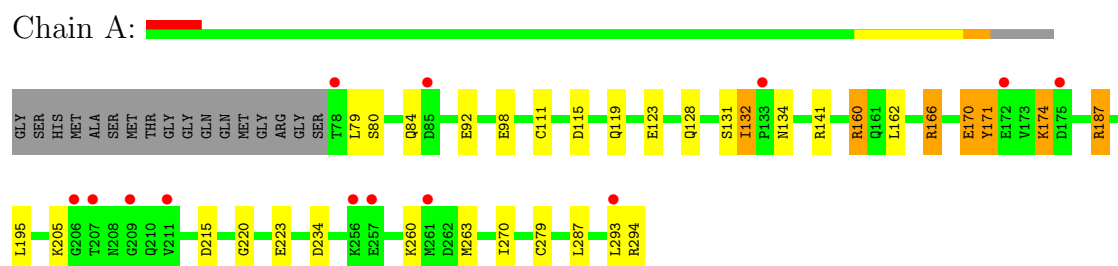 Chain A:
GLY SER HIS MET ALA SER MET THR GLY GLY GLN GLN MET GLY ARG GLY SER T78 L79 S80 Q84 D85 E92 E98 C111 D115 Q119 E123 Q128 S131 I132 P133 N134 R141 R160 Q161 L162 R166 E170 Y171 E172 V173 K174 D175 R187
L195 K205 G206 T207 N208 G209 Q210 V211 D215 G220 E223 D234 K256 E257 K260 M261 D262 M263 I270 C279 L287 L293 R294